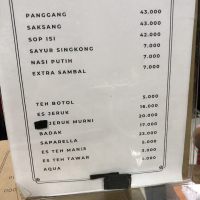 PANGGANG 43.000
SAKSANG 43.000
SOP ISI 42.000
SAYUR SINGKONG 7.000
NASI PUTIH 7.000
EXTRA SAMBAL 7.000
TEH BOTOL 5.000
ES JERUK 18.000
JERUK MURNI 20.000
BADAK 17.000
SAPARELLA 23.000
ES TEH MANIS 5.000
ES TEH TAWAR 3.000
AQUA 5.000